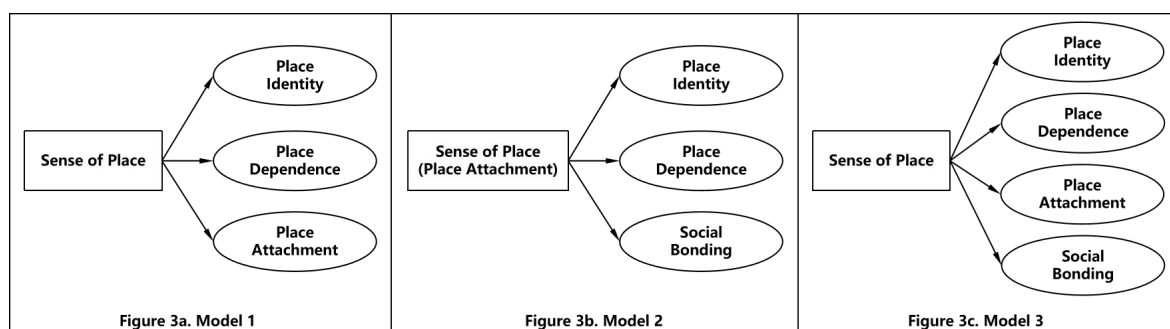 Sense of Place
Place
Identity
Place
Dependence
Place
Attachment
Figure 3a. Model 1
Sense of Place
(Place Attachment)
Place
Identity
Place
Dependence
Social
Bonding
Figure 3b. Model 2
Sense of Place
Place
Identity
Place
Dependence
Place
Attachment
Social
Bonding
Figure 3c. Model 3